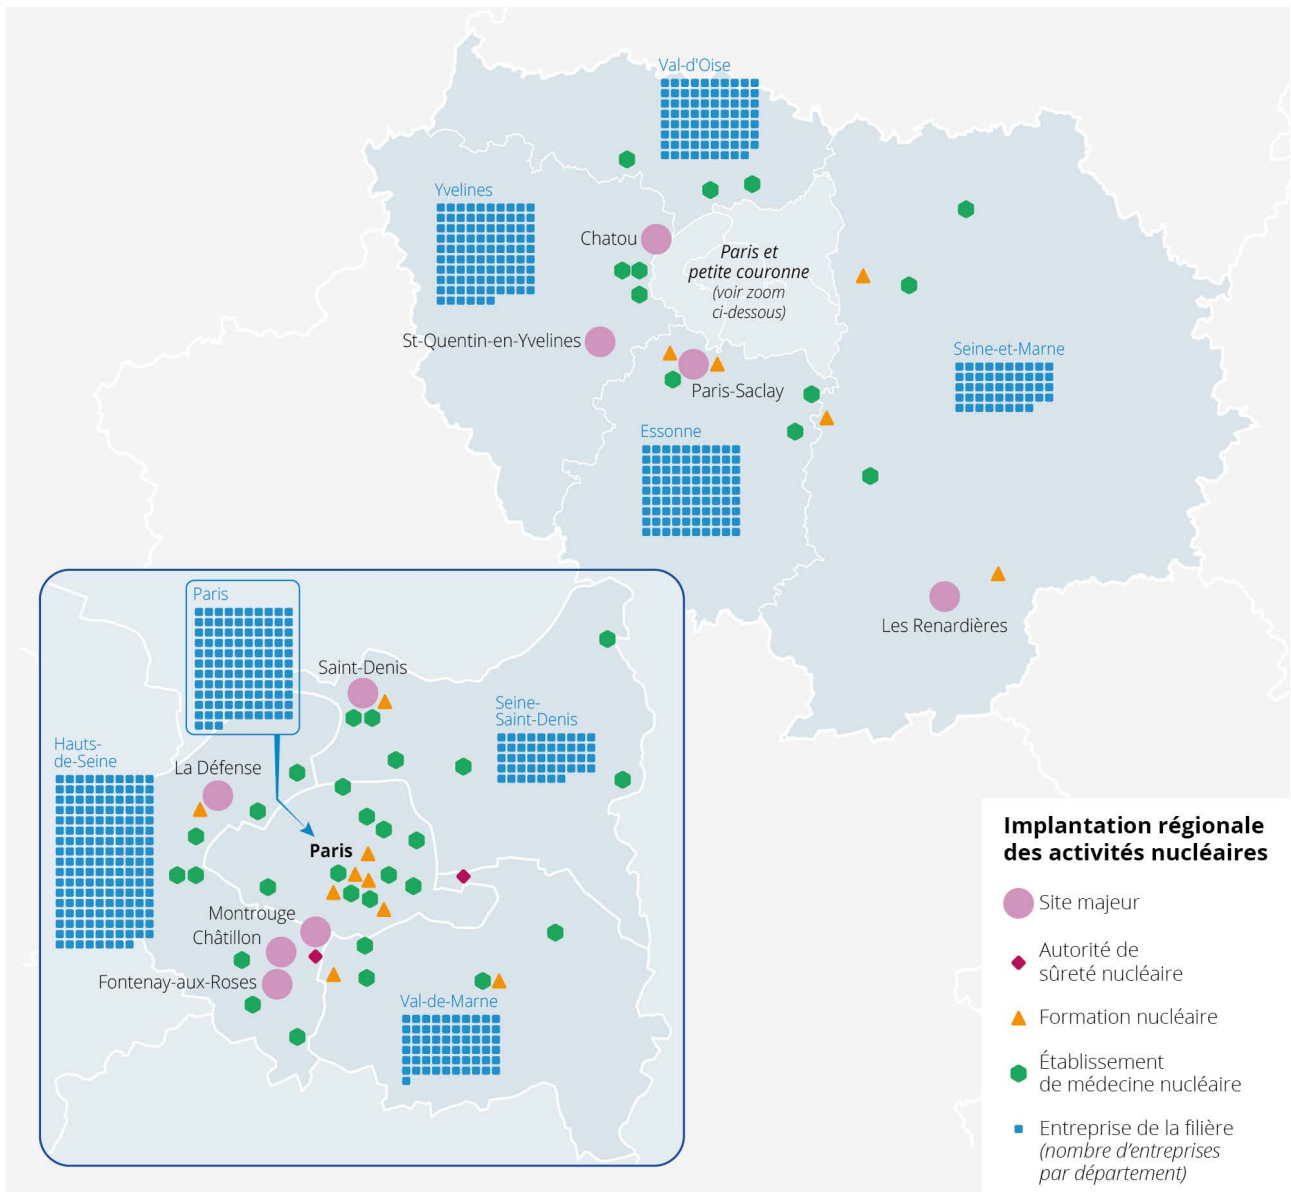 Val-d'Oise
Yvelines
Chatou
Paris et
petite couronne
(voir zoom
ci-dessous)
St-Quentin-en-Yvelines
Seine-et-Marne
Paris-Saclay
Essonne
Les Renardières
Paris
Saint-Denis
Seine-
Saint-Denis
Hauts-
de-Seine
La Défense
Paris
Montrouge
Châtillon
Fontenay-aux-Roses
Val-de-Marne
Implantation régionale
des activités nucléaires
Site majeur
Autorité de
sûreté nucléaire
Formation nucléaire
Établissement
de médecine nucléaire
Entreprise de la filière
(nombre d'entreprises
par département)